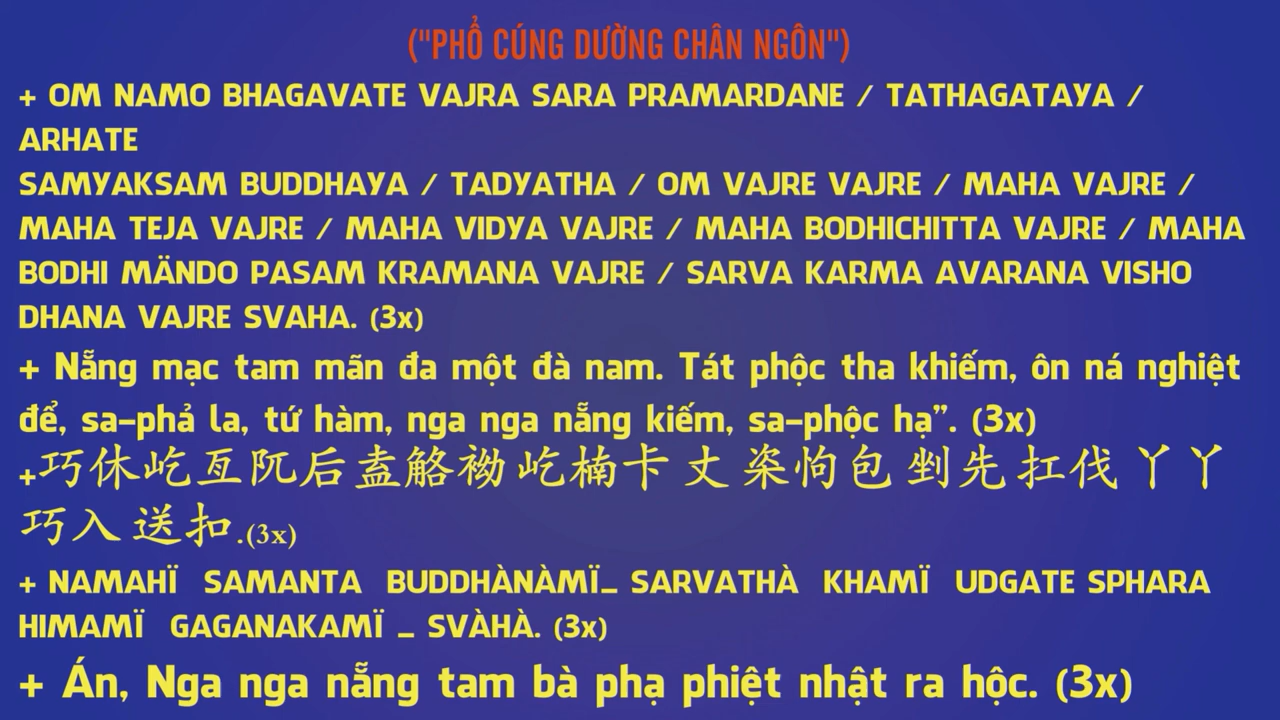 ("PHỔ CÚNG DƯỜNG CHÂN NGÔN")
+ OM NAMO BHAGAVATE VAJRA SARA PRAMARDANE / TATHAGATAYA /
ARHATE
SAMYAKSAM BUDDHAYA / TADYATHA / OM VAJRE VAJRE / MAHA VAJRE /
MAHA TEJA VAJRE / MAHA VIDYA VAJRE / MAHA BODHICHITTA VAJRE / MAHA
BODHI MÄNDO PASAM KRAMANA VAJRE / SARVA KARMA AVARANA VISHO
DHANA VAJRE SVAHA. (3x)
+ Nẵng mạc tam mãn đa một đà nam. Tát phộc tha khiếm, ôn ná nghiệt
để, sa-phả la, tứ hàm, nga nga nẵng kiếm, sa-phộc hạ”. (3x)
+巧休屹亙阢后盍觡袎屹楠卡丈 栥怐包 剉先 扛伐 丫丫
巧入 送扣.(3x)
+ NAMAHÏ SAMANTA BUDDHÀNÀMÏ_ SARVATHÀ KHAMÏ UDGATE SPHARA
HIMAMÏ GAGANAKAMÏ _ SVÀHÀ. (3x)
+ Án, Nga nga nẵng tam bà phạ phiệt nhật ra hộc. (3x)